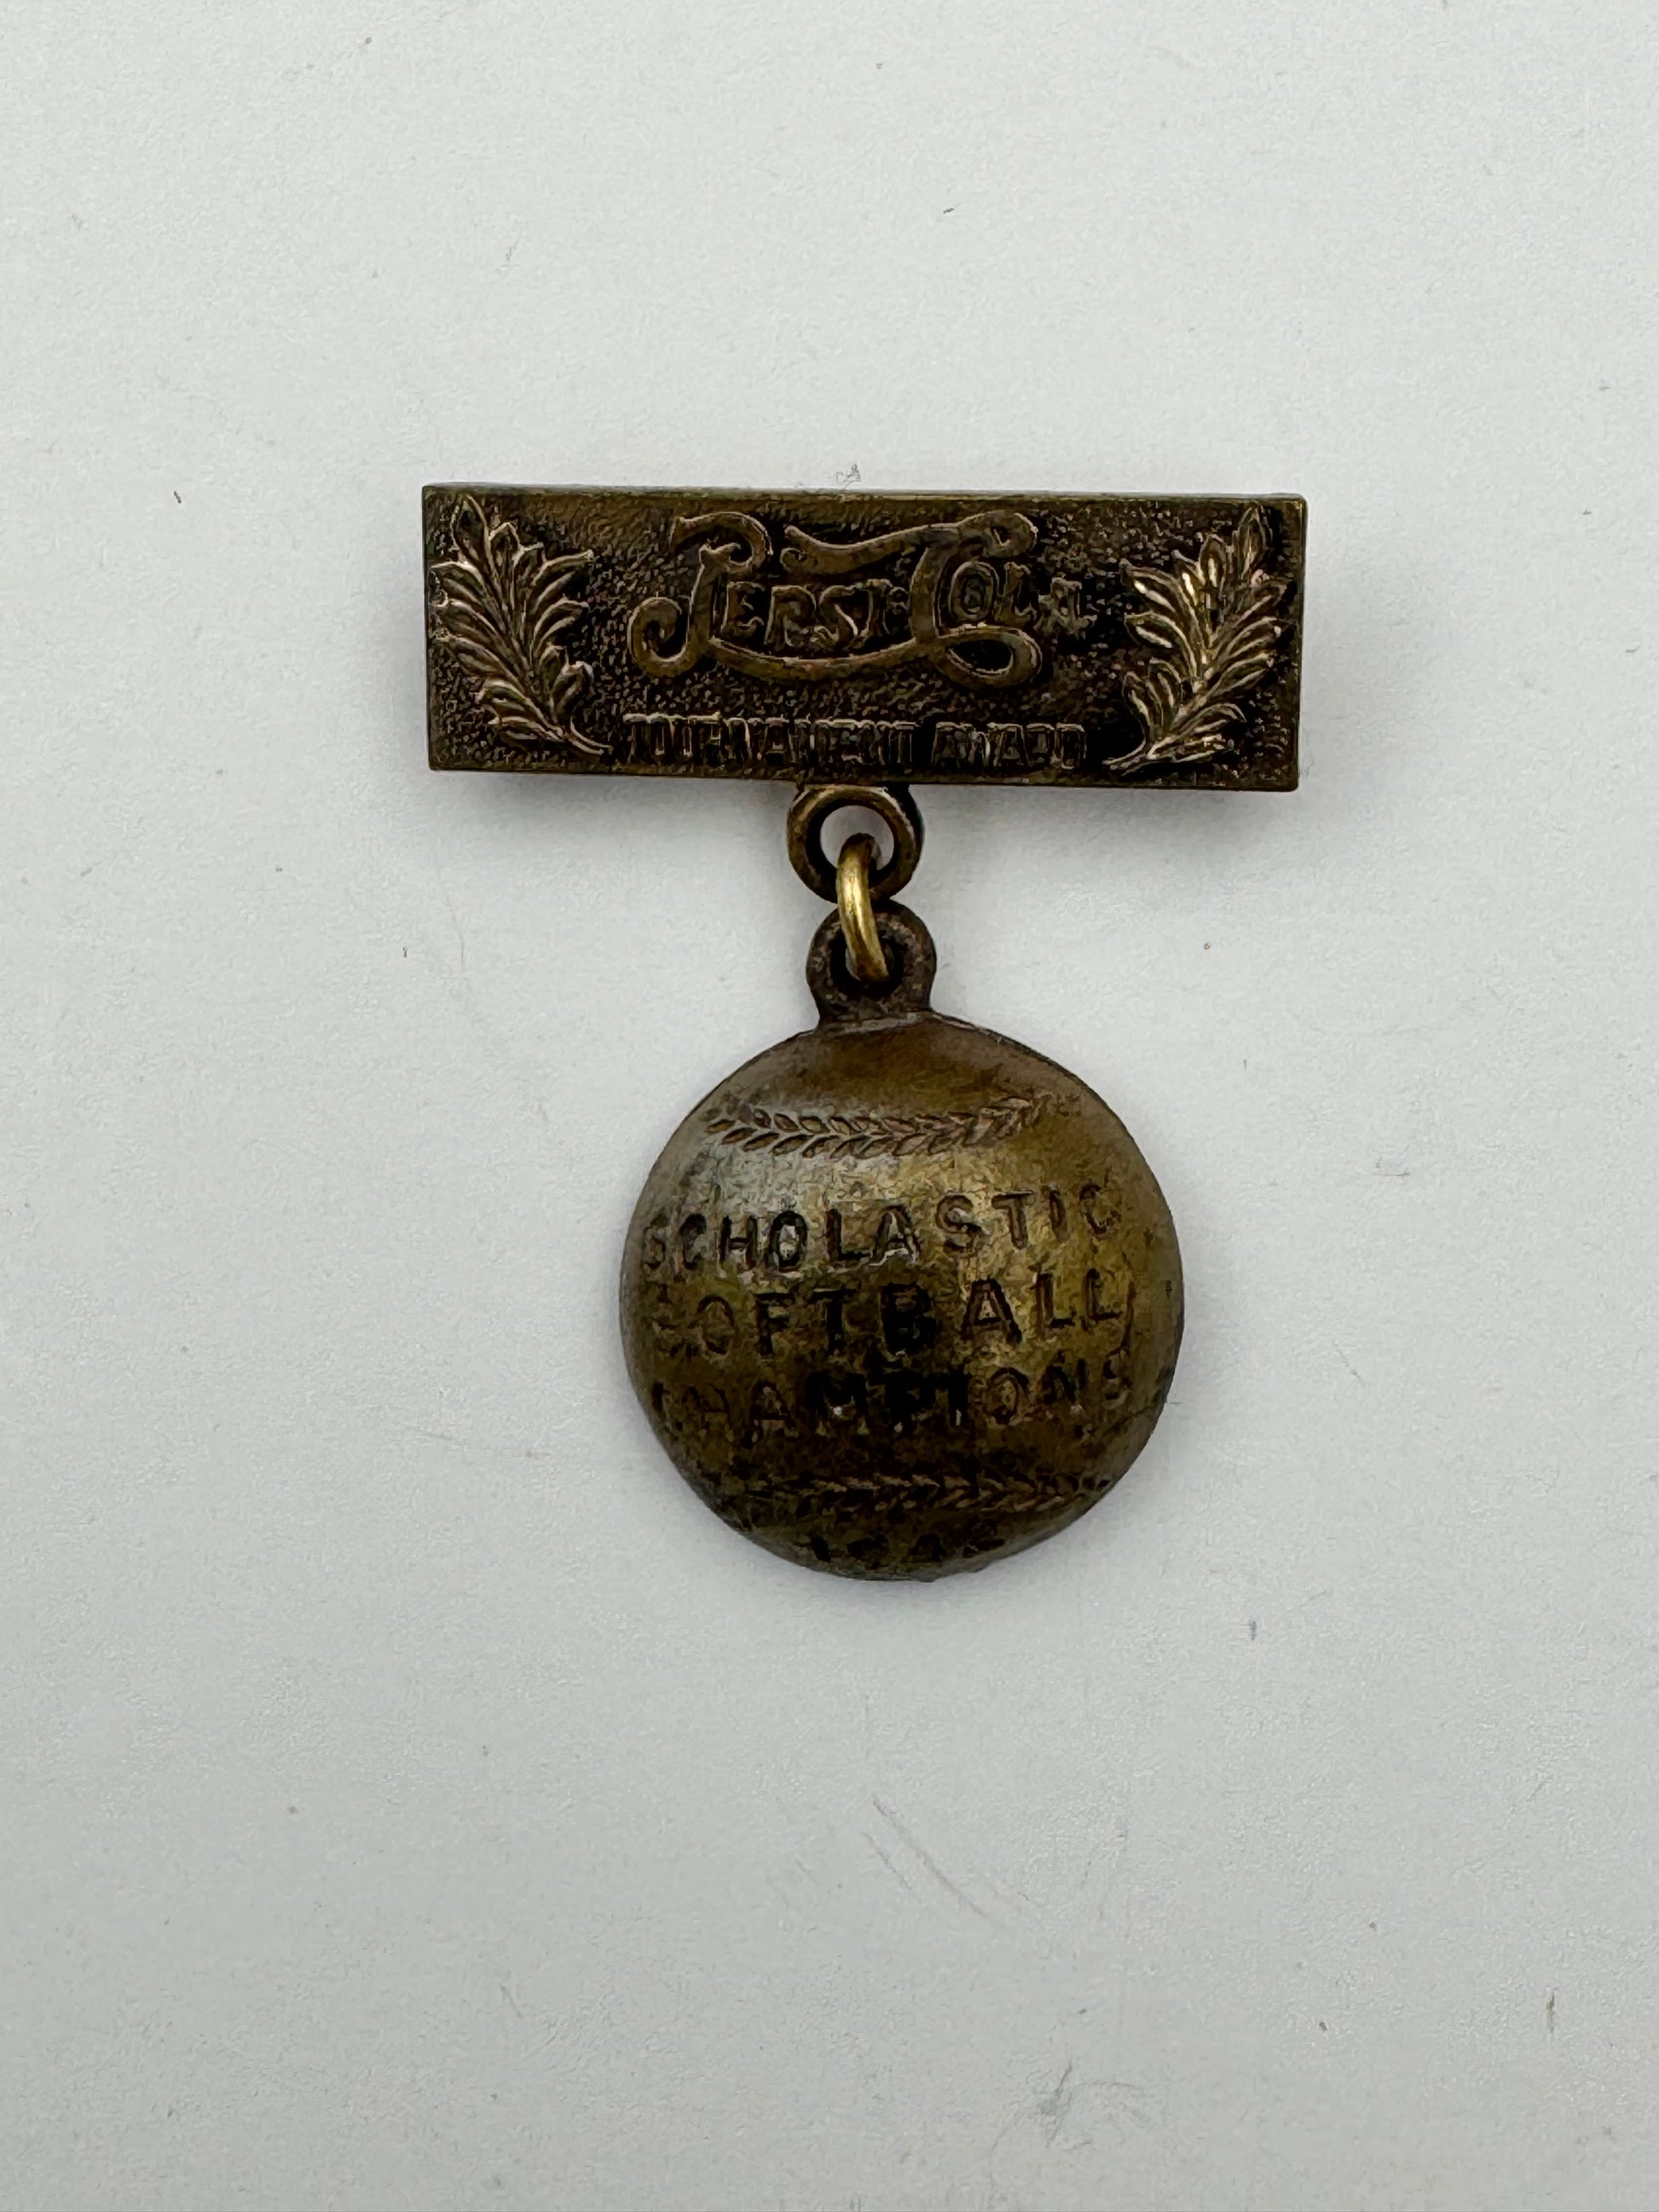 PEPSI-COLA
TOURNAMENT AWARD
SCHOLASTIC
SOFTBALL
CHAMPIONS